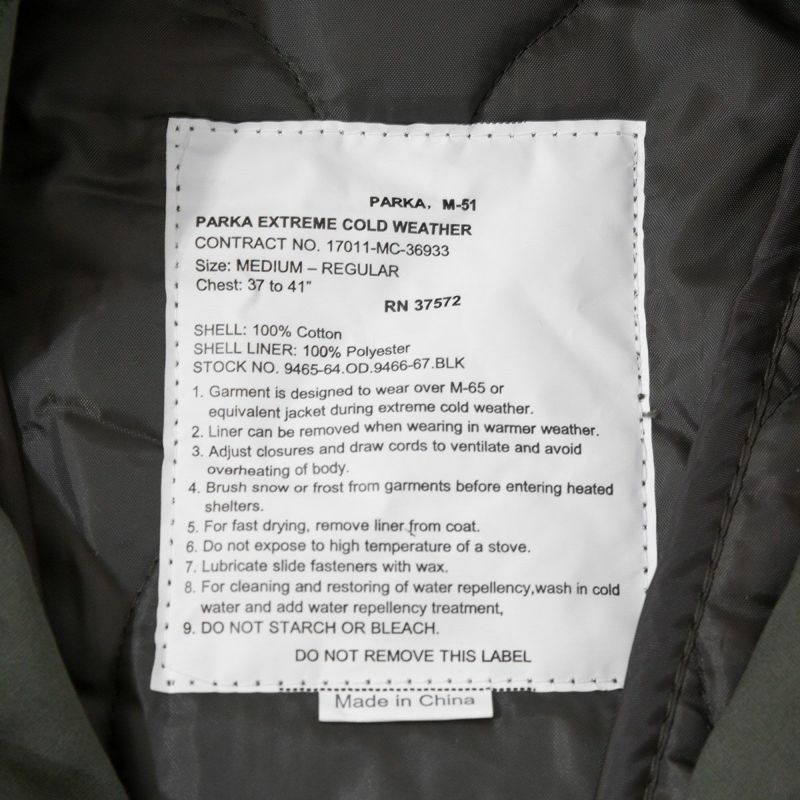 PARKA, M-51
PARKA EXTREME COLD WEATHER
CONTRACT NO. 17011-MC-36933
Size: MEDIUM – REGULAR
Chest: 37 to 41"
RN 37572
SHELL: 100% Cotton
SHELL LINER: 100% Polyester
STOCK NO. 9465-64.OD.9466-67.BLK
1. Garment is designed to wear over M-65 or
equivalent jacket during extreme cold weather.
2. Liner can be removed when wearing in warmer weather.
3. Adjust closures and draw cords to ventilate and avoid
overheating of body.
4. Brush snow or frost from garments before entering heated
shelters.
5. For fast drying, remove liner from coat.
6. Do not expose to high temperature of a stove.
7. Lubricate slide fasteners with wax.
8. For cleaning and restoring of water repellency,wash in cold
water and add water repellency treatment,
9. DO NOT STARCH OR BLEACH.
DO NOT REMOVE THIS LABEL
Made in China